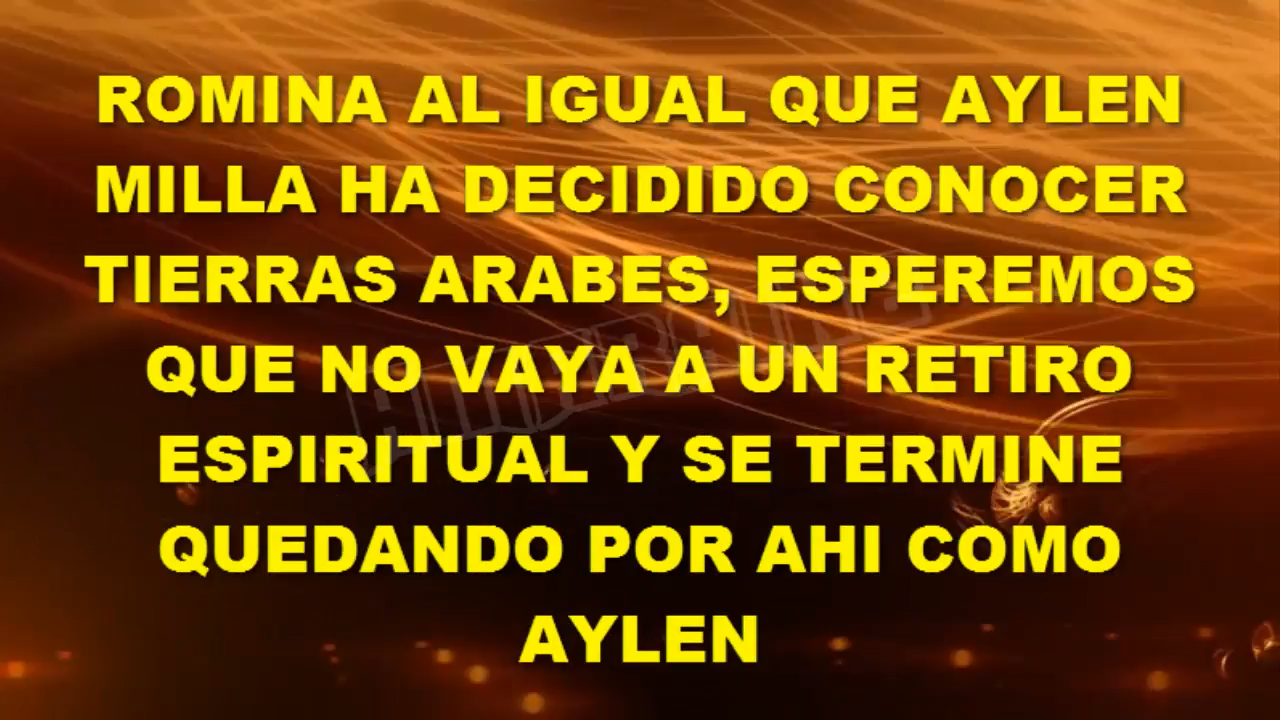 ROMINA AL IGUAL QUE AYLEN
MILLA HA DECIDIDO CONOCER
TIERRAS ARABES, ESPEREMOS
QUE NO VAYA A UN RETIRO
ESPIRITUAL Y SE TERMINE
QUEDANDO POR AHI COMO
AYLEN